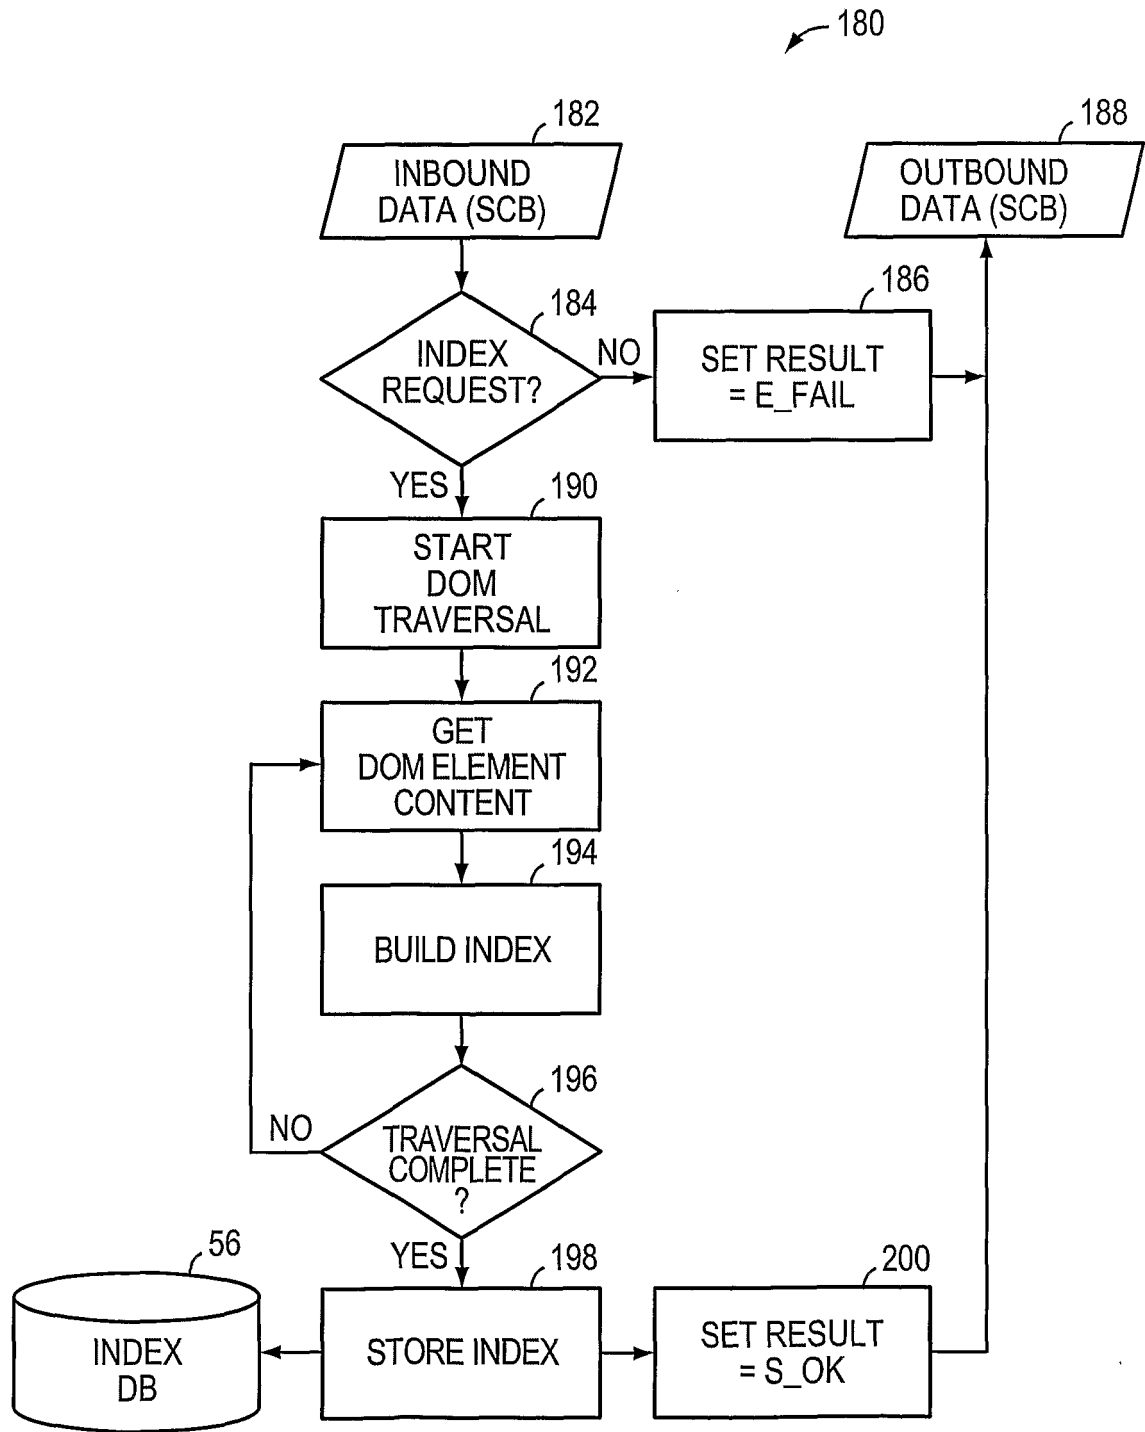 180
182
INBOUND
DATA (SCB)
188
OUTBOUND
DATA (SCB)
184
INDEX
REQUEST?
NO
186
SET RESULT
= E_FAIL
YES
190
START
DOM
TRAVERSAL
192
GET
DOM ELEMENT
CONTENT
194
BUILD INDEX
196
TRAVERSAL
COMPLETE
?
NO
YES
56
INDEX
DB
198
STORE INDEX
200
SET RESULT
= S_OK